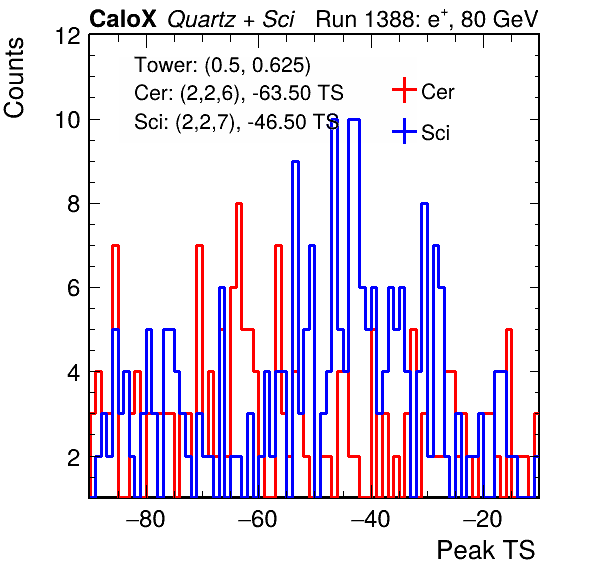 CaloX Quartz + Sci Run 1388: e⁺, 80 GeV
Counts
12
10
8
6
4
2
Tower: (0.5, 0.625)
Cer: (2,2,6), -63.50 TS
Sci: (2,2,7), -46.50 TS
Cer
Sci
−80 −60 −40 −20
Peak TS